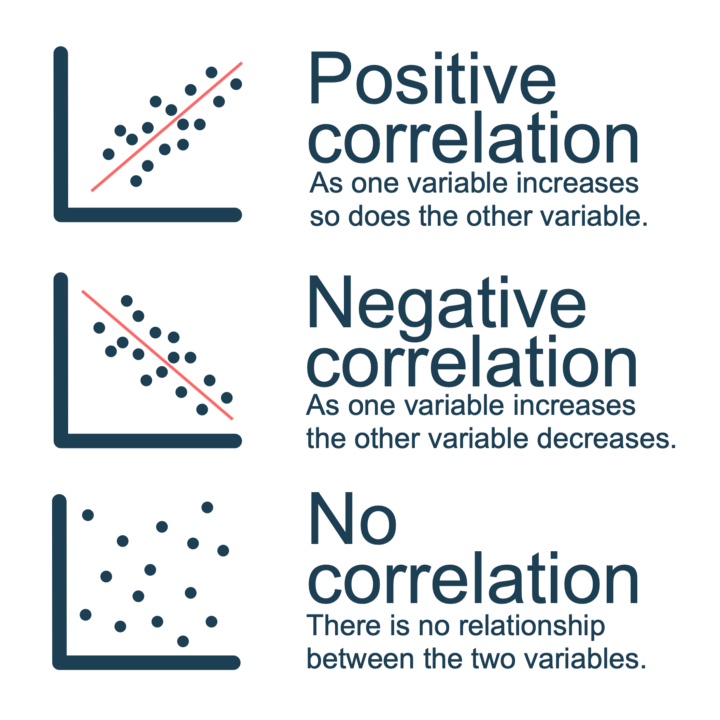 Positive
correlation
As one variable increases
so does the other variable.
Negative
correlation
As one variable increases
the other variable decreases.
No
correlation
There is no relationship
between the two variables.